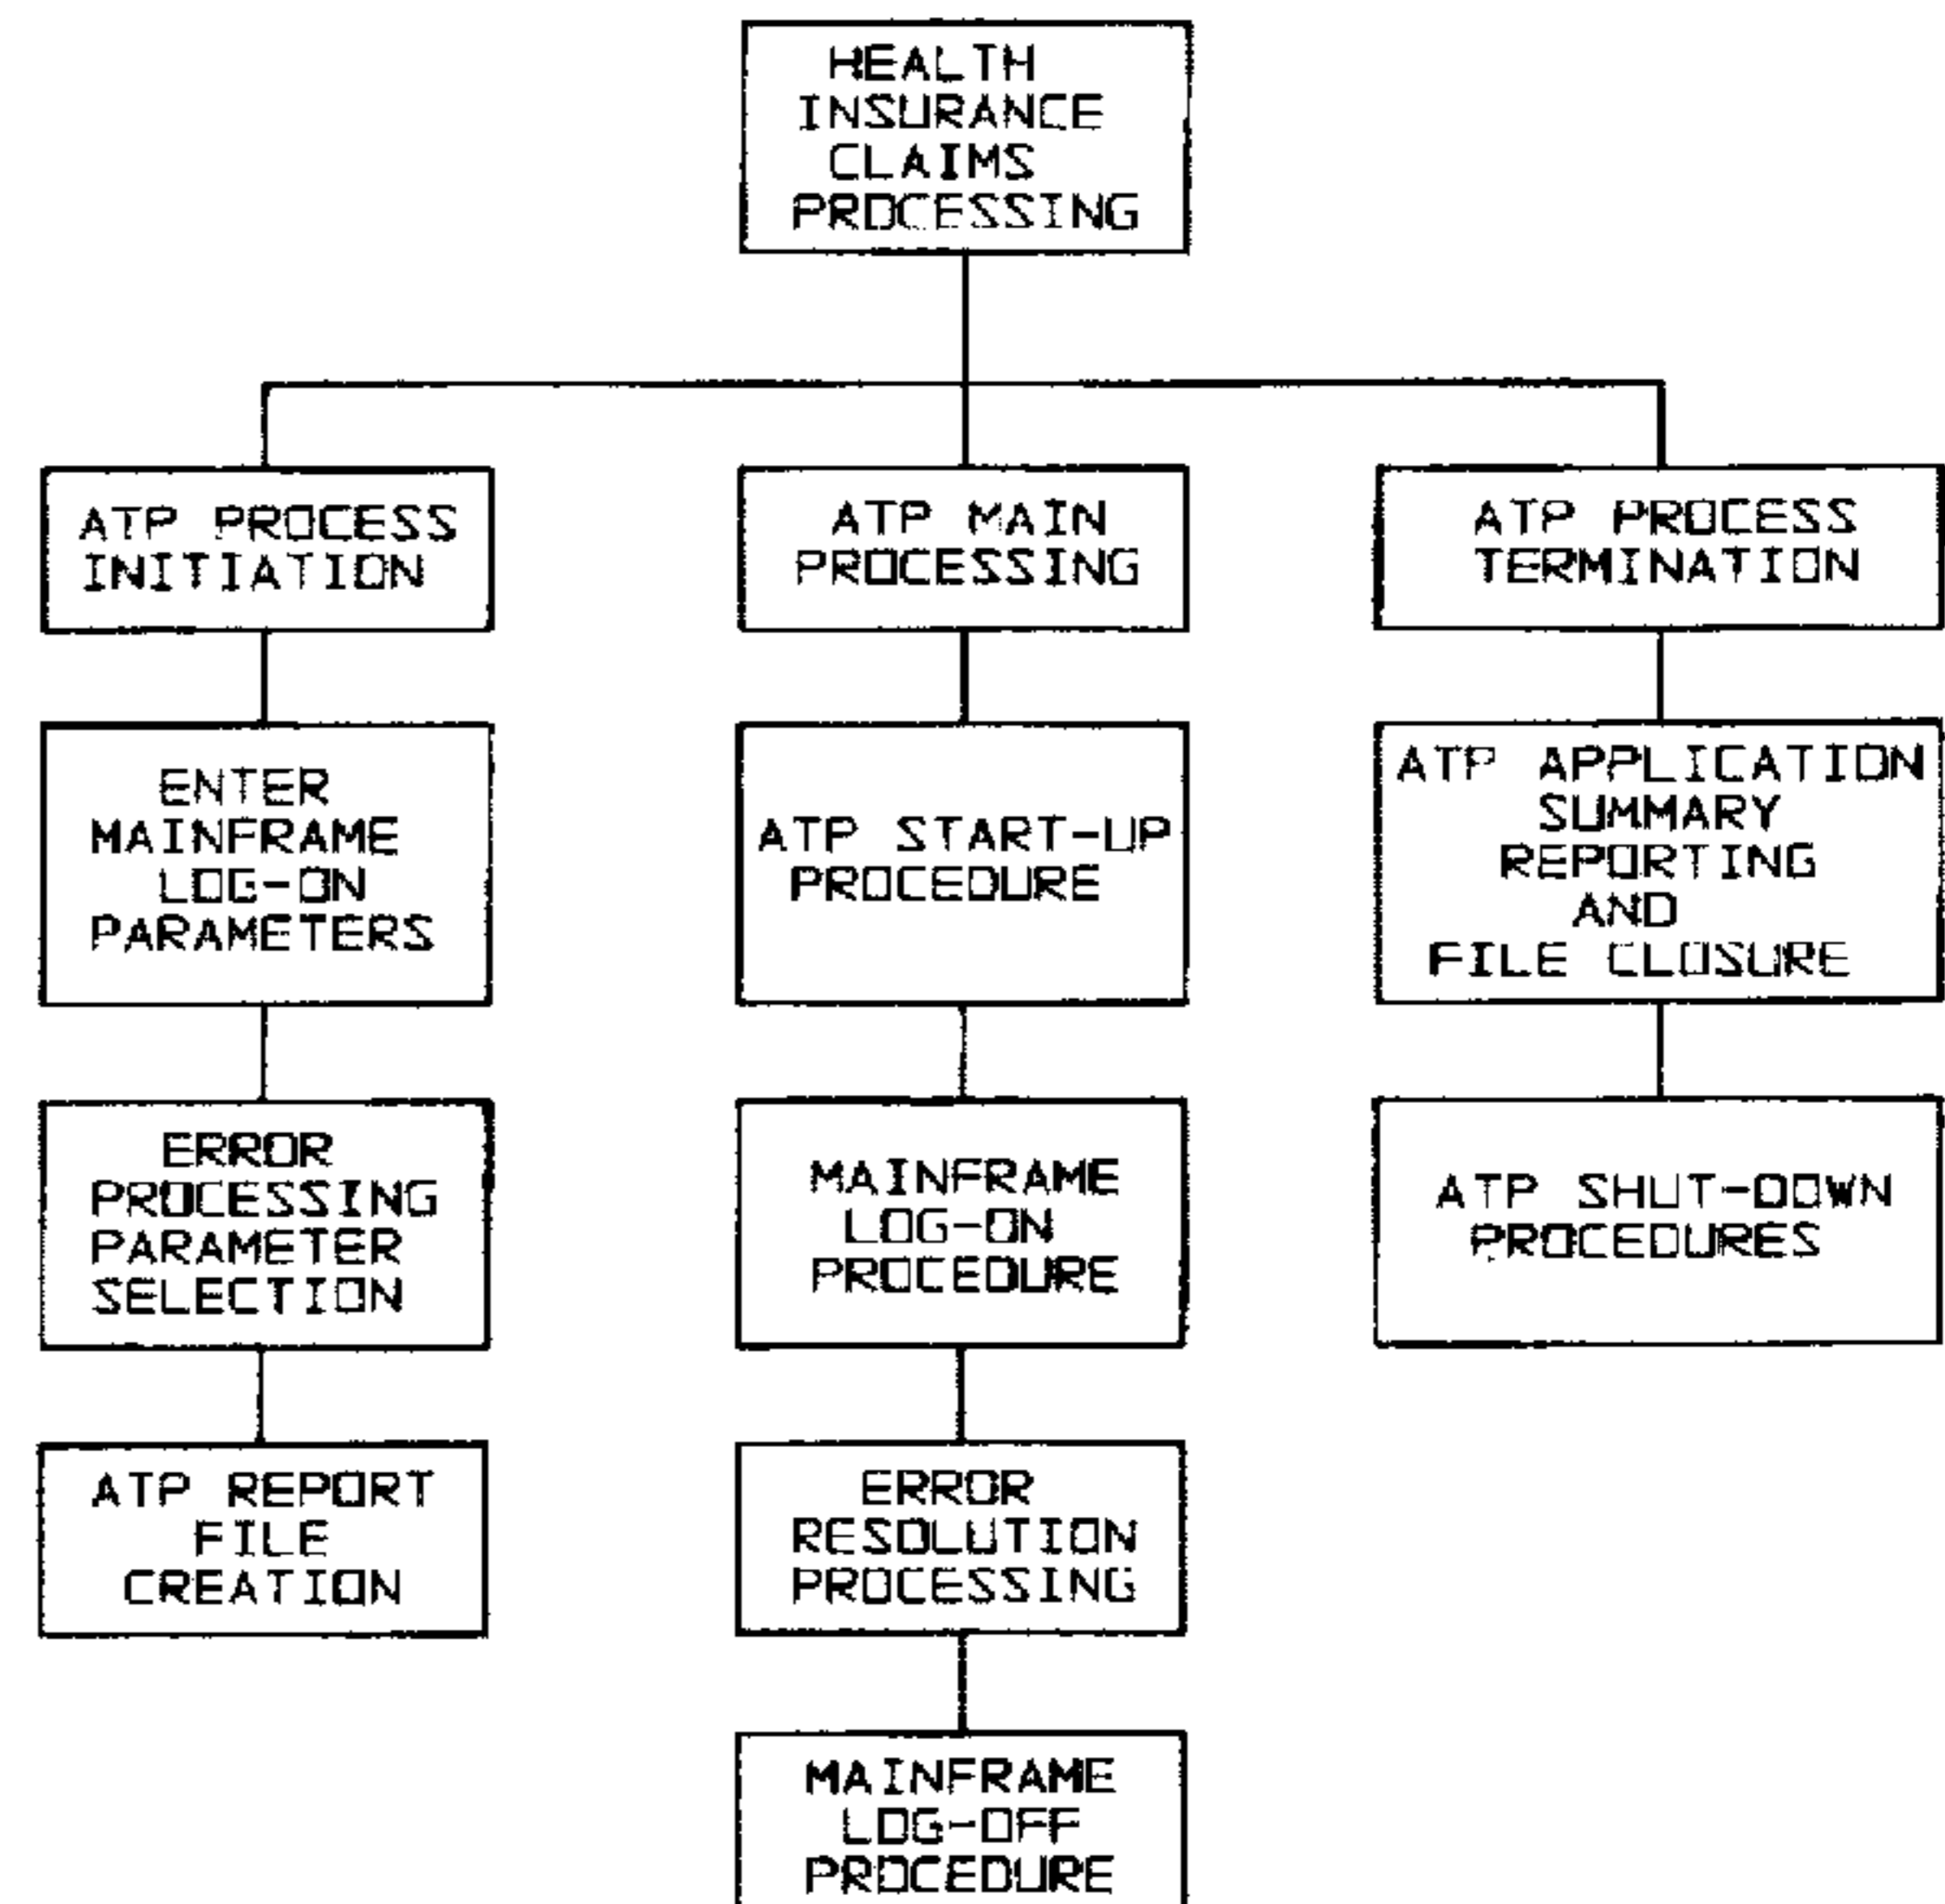 HEALTH
INSURANCE
CLAIMS
PROCESSING
ATP PROCESS
INITIATION
ATP MAIN
PROCESSING
ATP PROCESS
TERMINATION
ENTER
MAINFRAME
LOG-ON
PARAMETERS
ATP START-UP
PROCEDURE
ATP APPLICATION
SUMMARY
REPORTING
AND
FILE CLOSURE
ERROR
PROCESSING
PARAMETER
SELECTION
MAINFRAME
LOG-ON
PROCEDURE
ATP SHUT-DOWN
PROCEDURES
ATP REPORT
FILE
CREATION
ERROR
RESOLUTION
PROCESSING
MAINFRAME
LOG-OFF
PROCEDURE